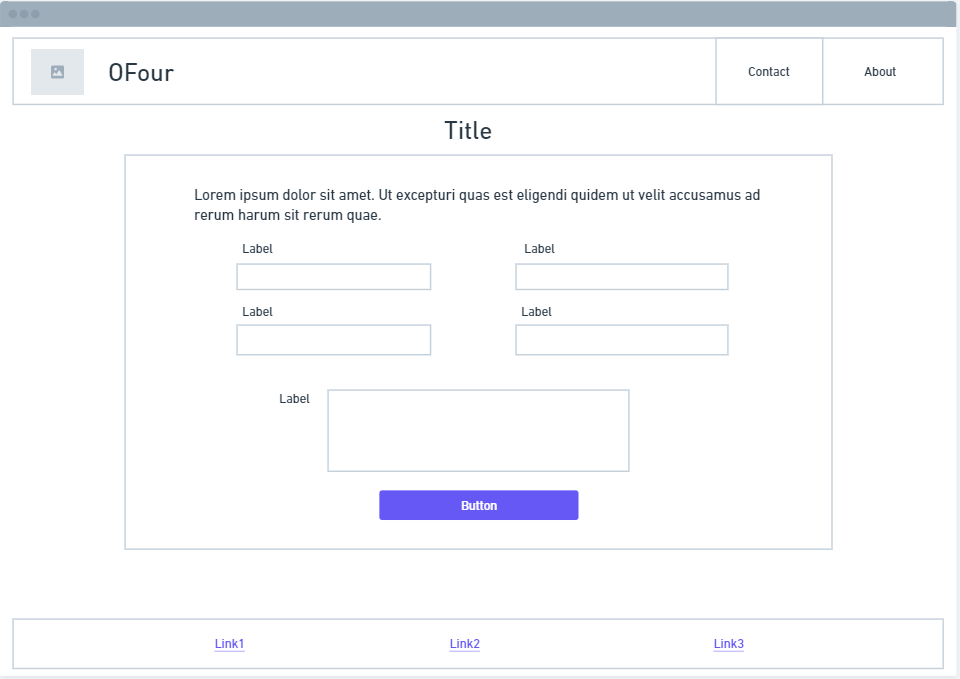 OFour
Contact
About
Title
Lorem ipsum dolor sit amet. Ut excepturi quas est eligendi quidem ut velit accusamus ad
rerum harum sit rerum quae.
Label
Label
Label
Label
Label
Button
Link1
Link2
Link3